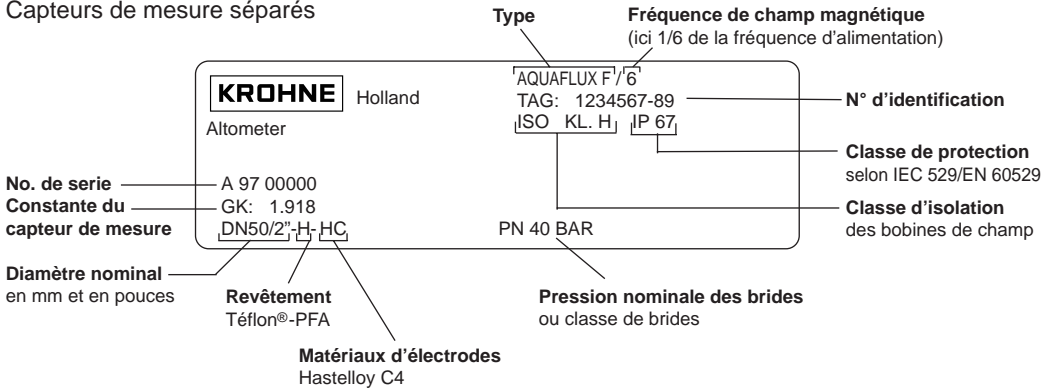 Capteurs de mesure séparés
Type
Fréquence de champ magnétique
(ici 1/6 de la fréquence d'alimentation)
KROHNE Holland
AQUAFLUX F / 6
TAG: 1234567-89
N° d'identification
Altometer
ISO KL. H IP 67
Classe de protection
selon IEC 529/EN 60529
No. de serie
A 97 00000
Constante du
capteur de mesure
GK: 1.918
Classe d'isolation
des bobines de champ
DN50/2”-H- HC
PN 40 BAR
Diamètre nominal
en mm et en pouces
Revêtement
Téflon®-PFA
Pression nominale des brides
ou classe de brides
Matériaux d'électrodes
Hastelloy C4